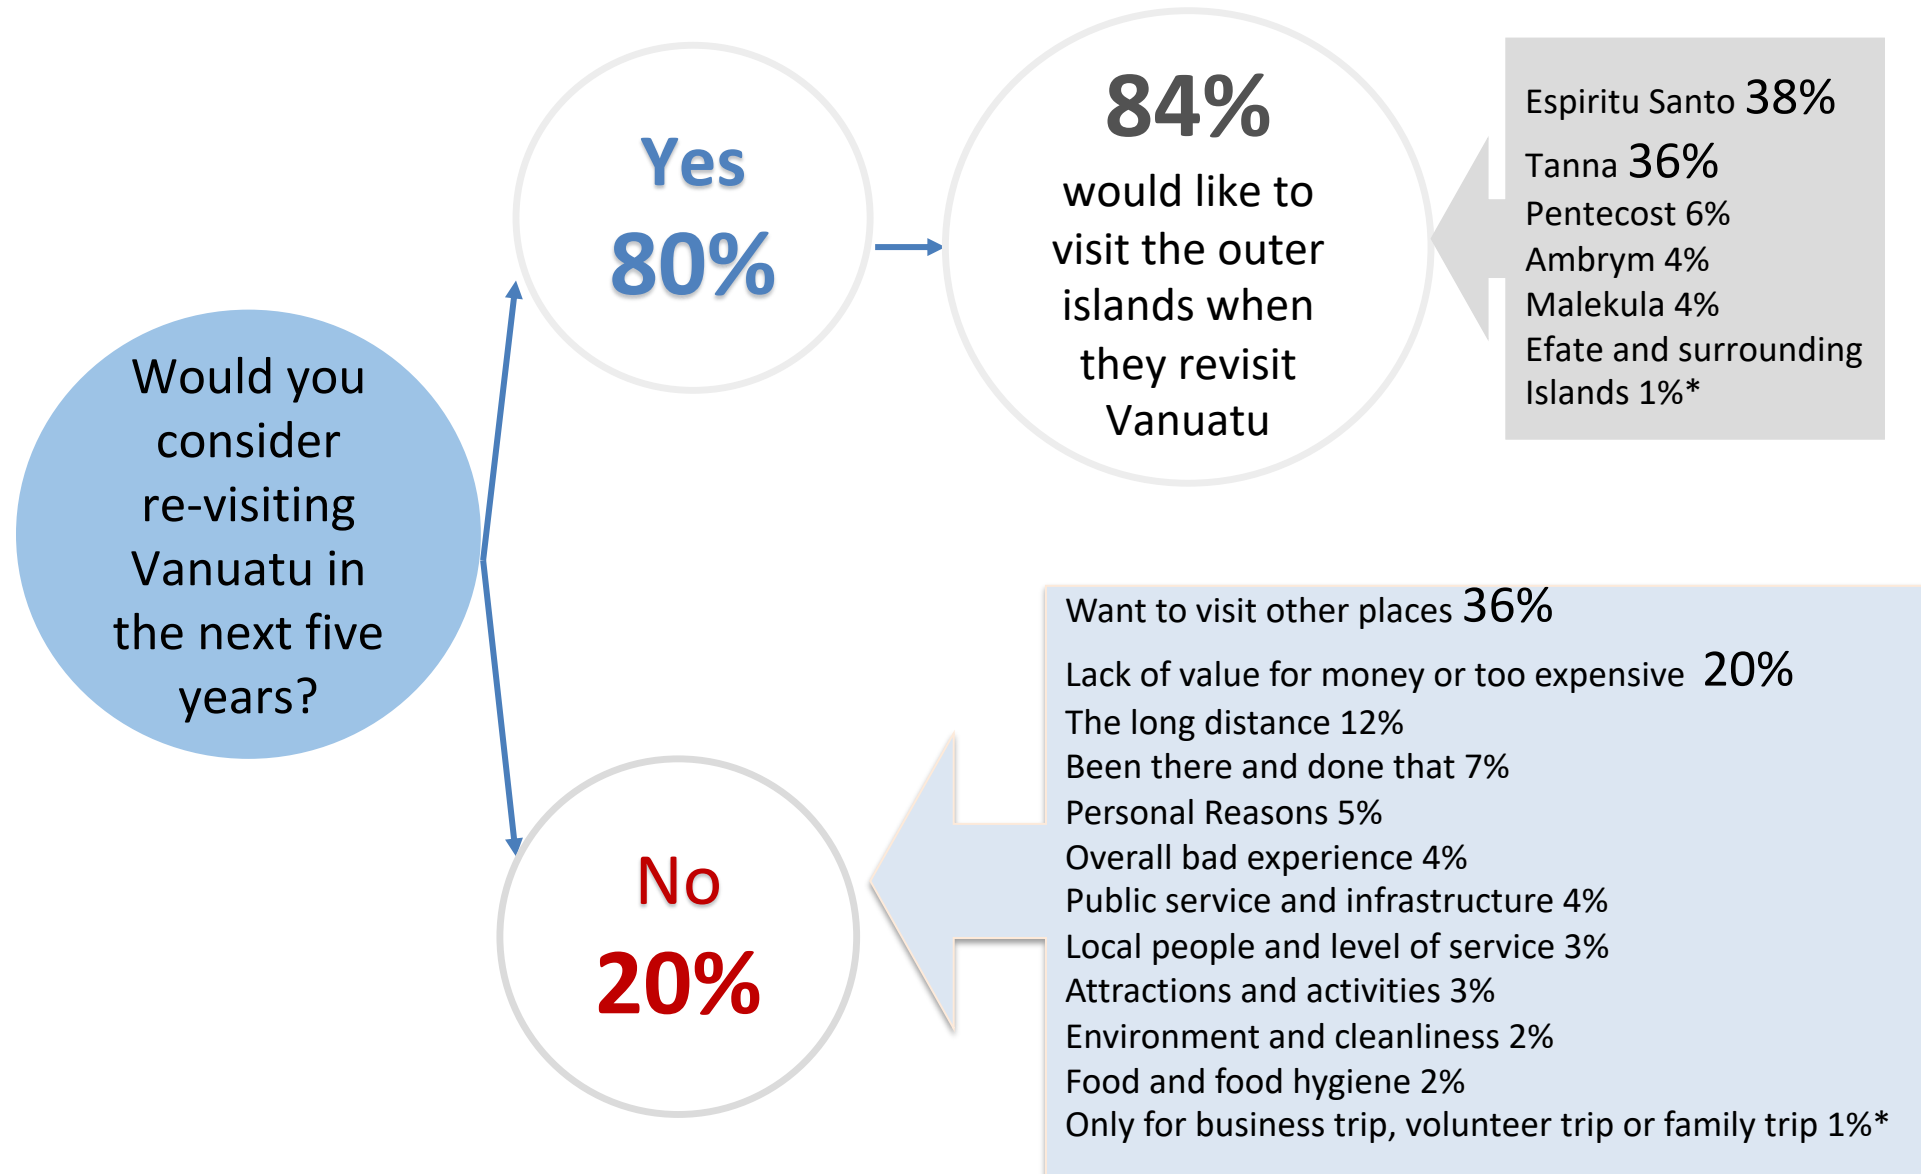 Would you
consider
re-visiting
Vanuatu in
the next five
years?
Yes
80%
84%
would like to
visit the outer
islands when
they revisit
Vanuatu
Espiritu Santo 38%
Tanna 36%
Pentecost 6%
Ambrym 4%
Malekula 4%
Efate and surrounding
Islands 1%*
No
20%
Want to visit other places 36%
Lack of value for money or too expensive 20%
The long distance 12%
Been there and done that 7%
Personal Reasons 5%
Overall bad experience 4%
Public service and infrastructure 4%
Local people and level of service 3%
Attractions and activities 3%
Environment and cleanliness 2%
Food and food hygiene 2%
Only for business trip, volunteer trip or family trip 1%*